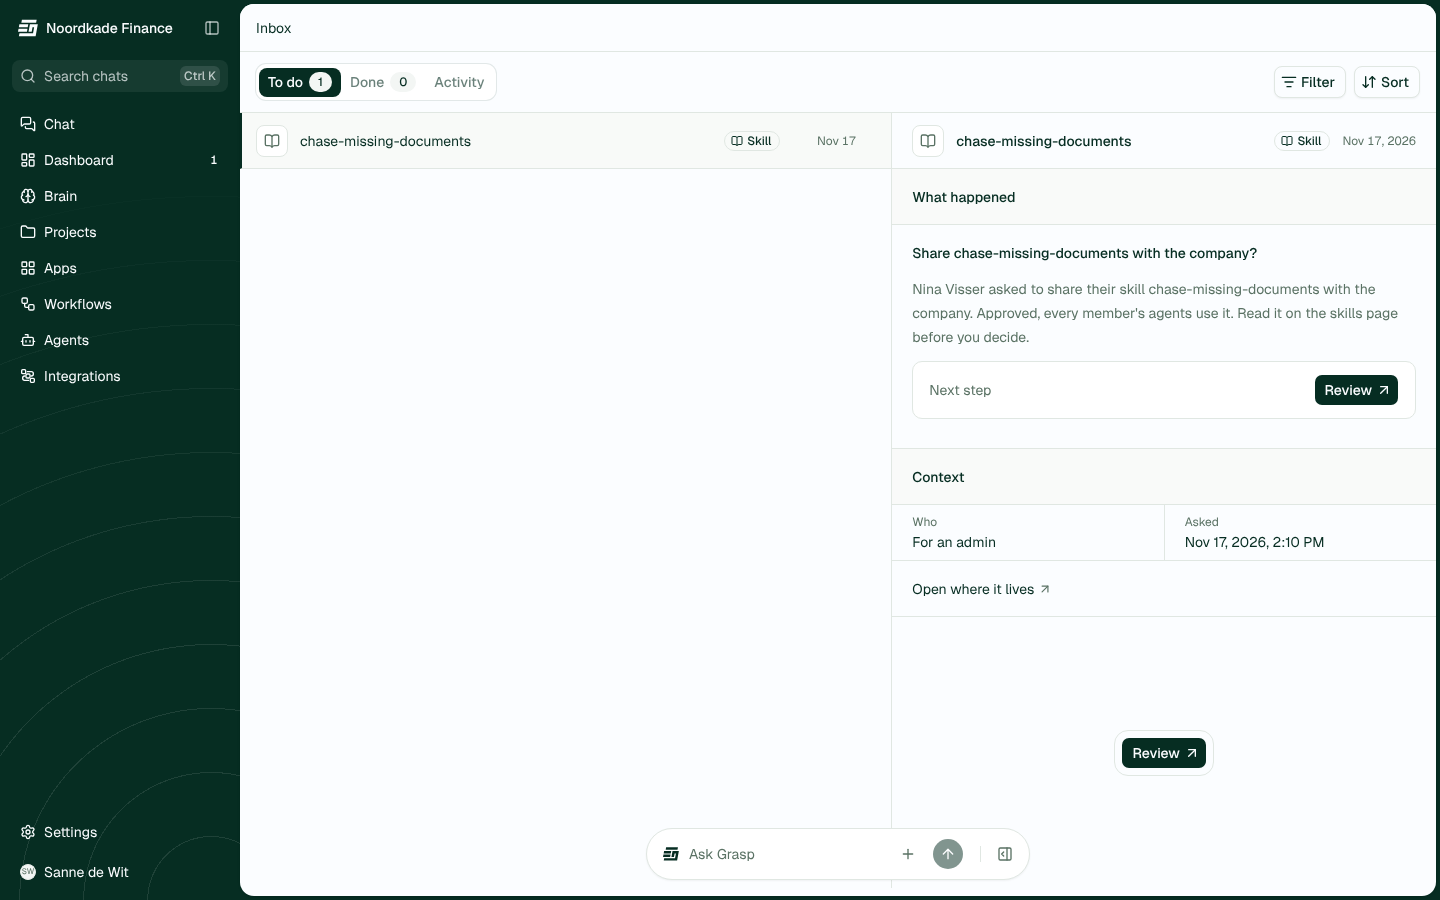 Noordkade Finance
Search chats
Ctrl K
Chat
Dashboard
1
Brain
Projects
Apps
Workflows
Agents
Integrations
Settings
SW
Sanne de Wit
Inbox
To do 1
Done 0
Activity
Filter
Sort
chase-missing-documents
Skill
Nov 17
chase-missing-documents
Skill
Nov 17, 2026
What happened
Share chase-missing-documents with the company?
Nina Visser asked to share their skill chase-missing-documents with the
company. Approved, every member's agents use it. Read it on the skills page
before you decide.
Next step
Review
Context
Who
For an admin
Asked
Nov 17, 2026, 2:10 PM
Open where it lives
Review
Ask Grasp